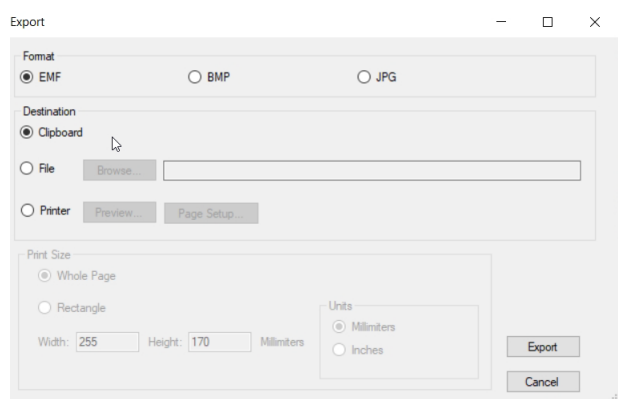 Export
Format
EMF BMP JPG
Destination
Clipboard
File Browse...
Printer Preview... Page Setup...
Print Size
Whole Page
Rectangle
Units
Millimiters
Width: 255 Height: 170 Millimiters
Inches
Export
Cancel